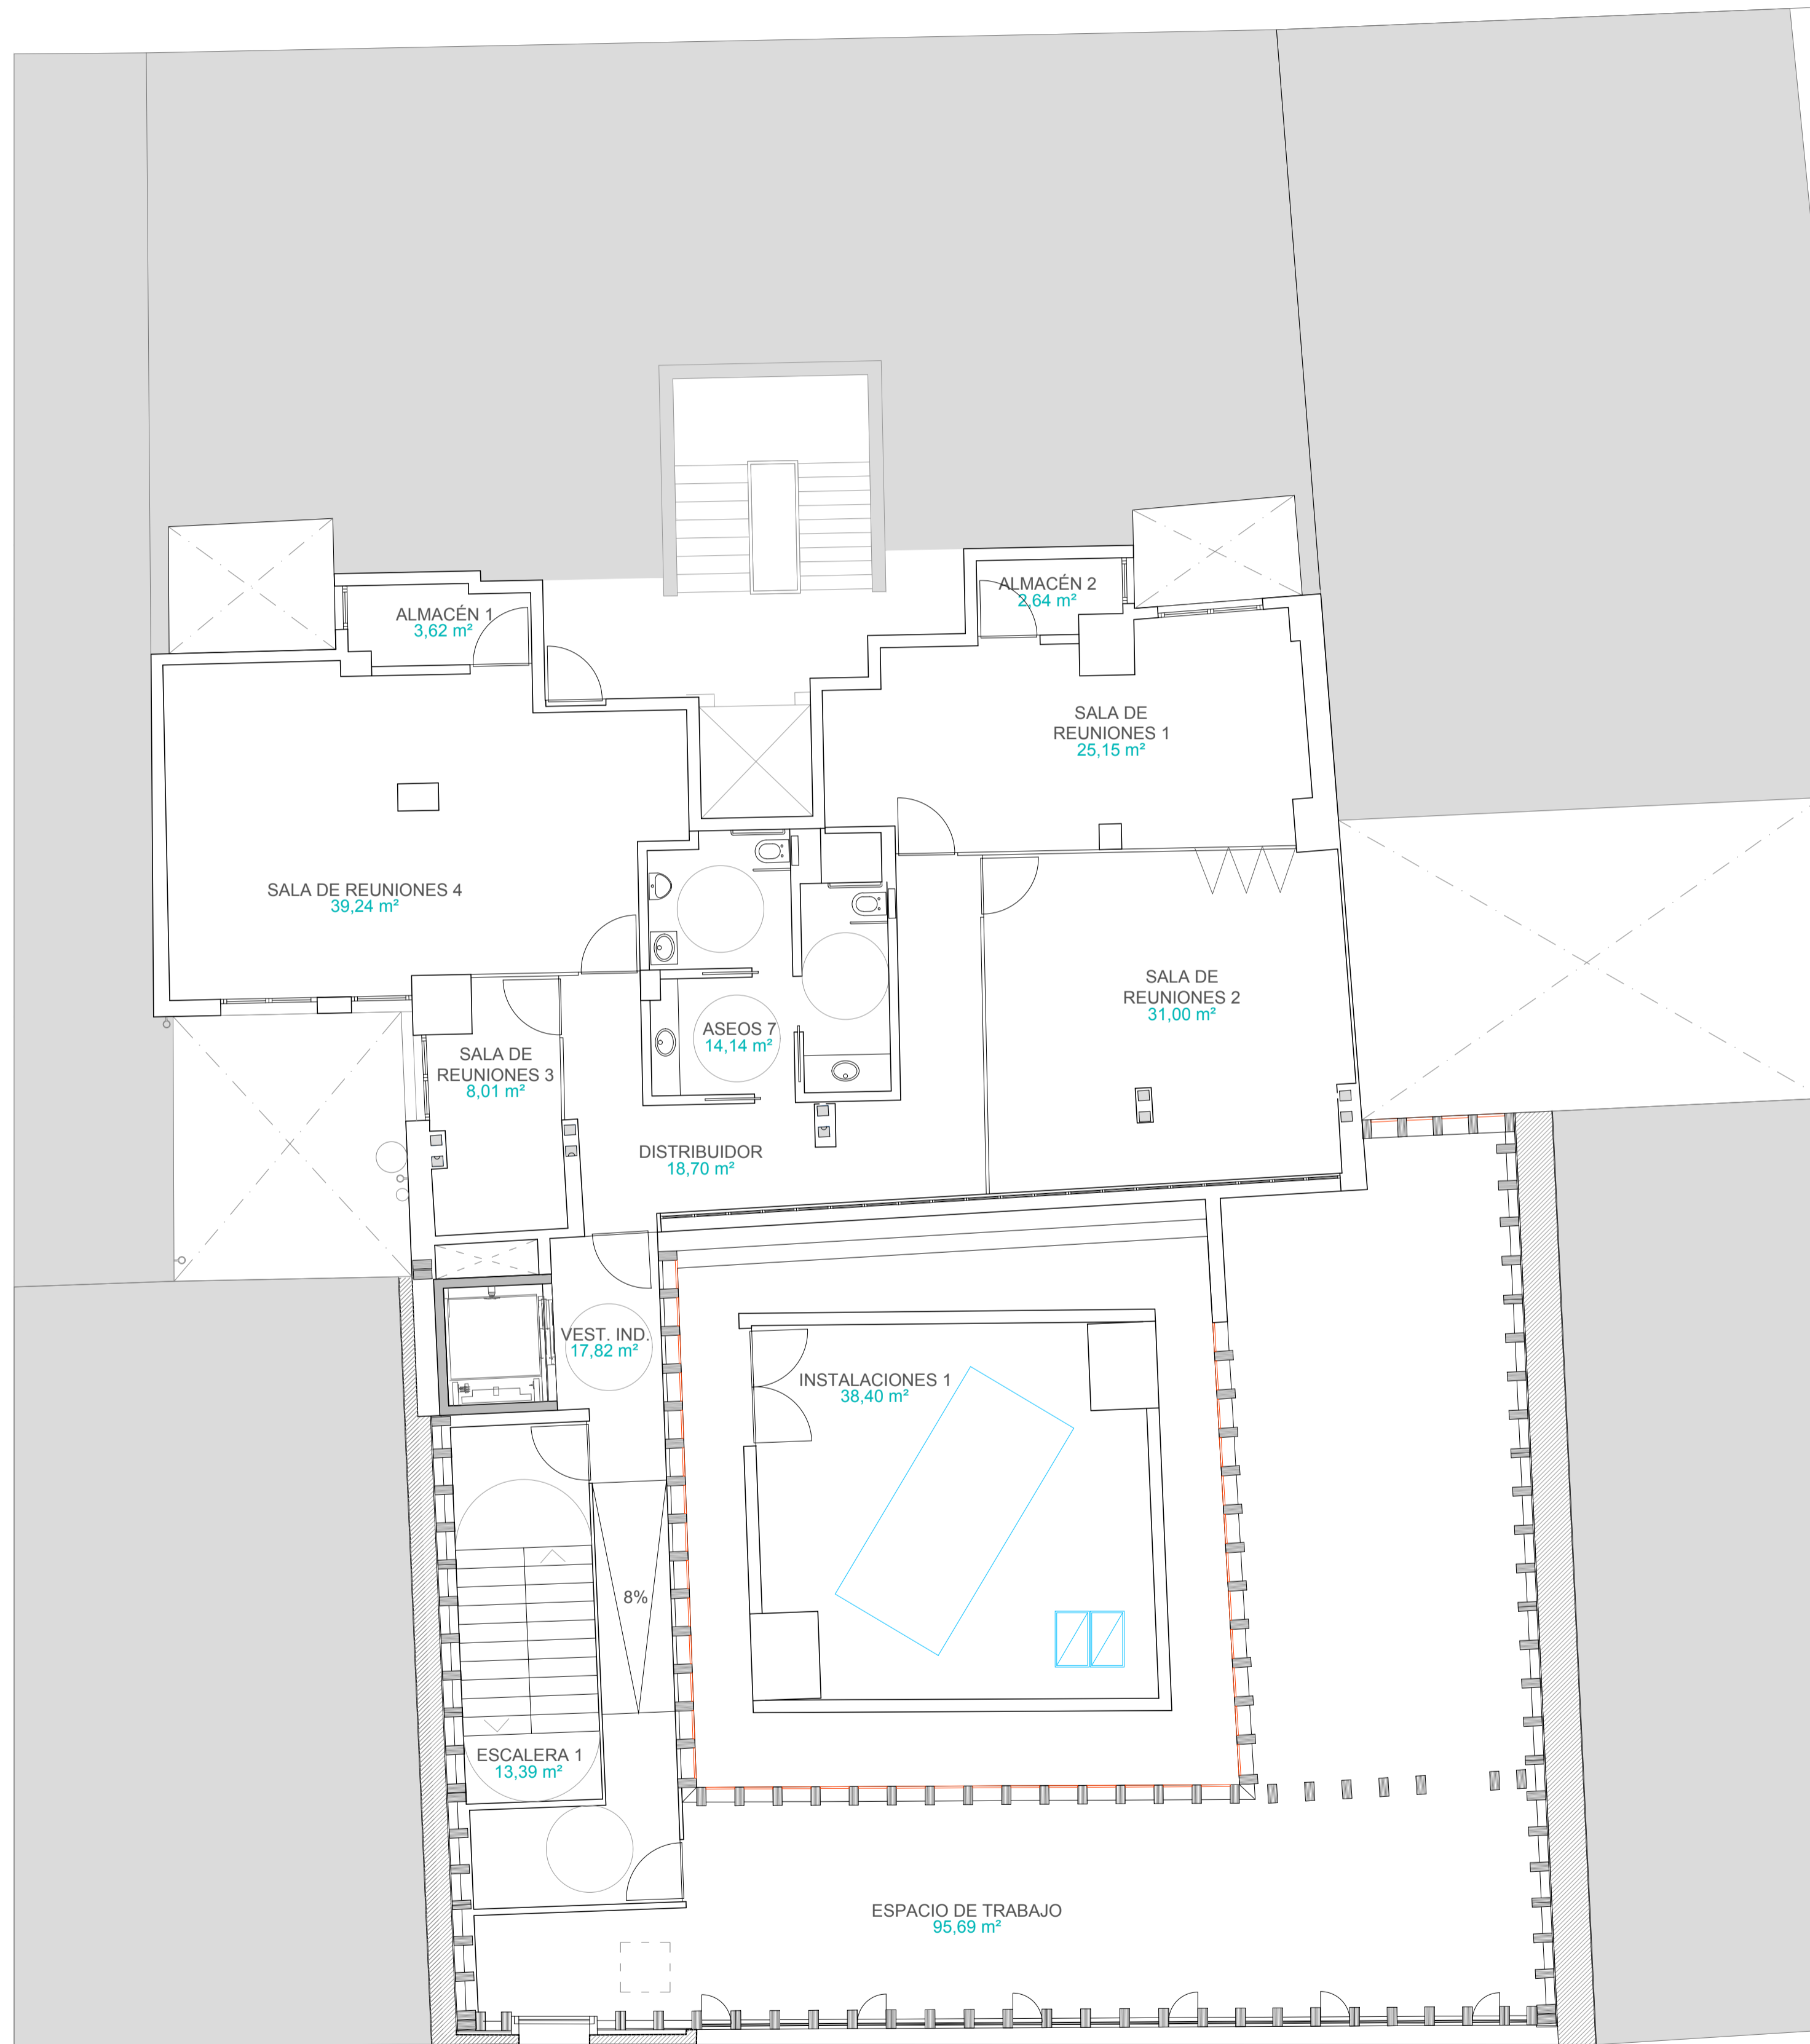 ALMACÉN 2
2,64 m²
ALMACÉN 1
3,62 m²
SALA DE
REUNIONES 1
25,15 m²
SALA DE REUNIONES 4
39,24 m²
SALA DE
REUNIONES 2
31,00 m²
ASEOS 7
14,14 m²
SALA DE
REUNIONES 3
8,01 m²
DISTRIBUIDOR
18,70 m²
VEST. IND.
17,82 m²
INSTALACIONES 1
38,40 m²
8%
ESCALERA 1
13,39 m²
ESPACIO DE TRABAJO
95,69 m²